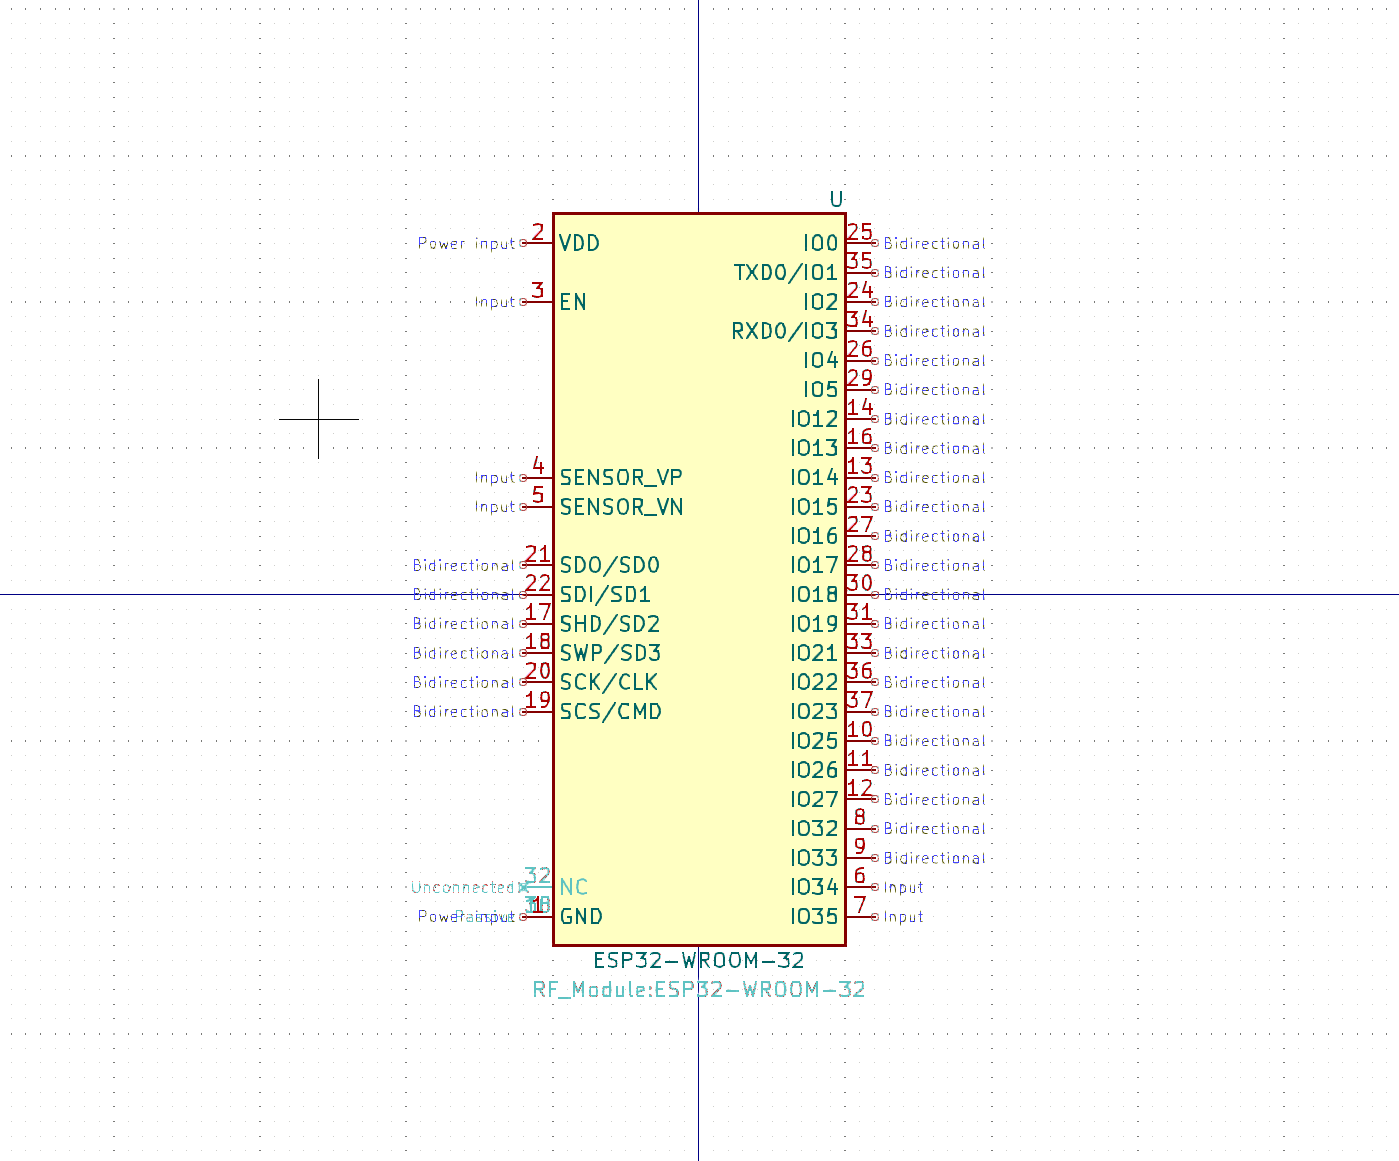 U
Power input 2 VDD IO0 25 Bidirectional
TXD0/IO1 35 Bidirectional
Input 3 EN IO2 24 Bidirectional
RXD0/IO3 34 Bidirectional
IO4 26 Bidirectional
IO5 29 Bidirectional
IO12 14 Bidirectional
IO13 16 Bidirectional
Input 4 SENSOR_VP IO14 13 Bidirectional
Input 5 SENSOR_VN IO15 23 Bidirectional
IO16 27 Bidirectional
Bidirectional 21 SDO/SD0 IO17 28 Bidirectional
Bidirectional 22 SDI/SD1 IO18 30 Bidirectional
Bidirectional 17 SHD/SD2 IO19 31 Bidirectional
Bidirectional 18 SWP/SD3 IO21 33 Bidirectional
Bidirectional 20 SCK/CLK IO22 36 Bidirectional
Bidirectional 19 SCS/CMD IO23 37 Bidirectional
IO25 10 Bidirectional
IO26 11 Bidirectional
IO27 12 Bidirectional
IO32 8 Bidirectional
IO33 9 Bidirectional
Unconnected 32 NC IO34 6 Input
Power input 1 GND IO35 7 Input
ESP32-WROOM-32
RF_Module:ESP32-WROOM-32